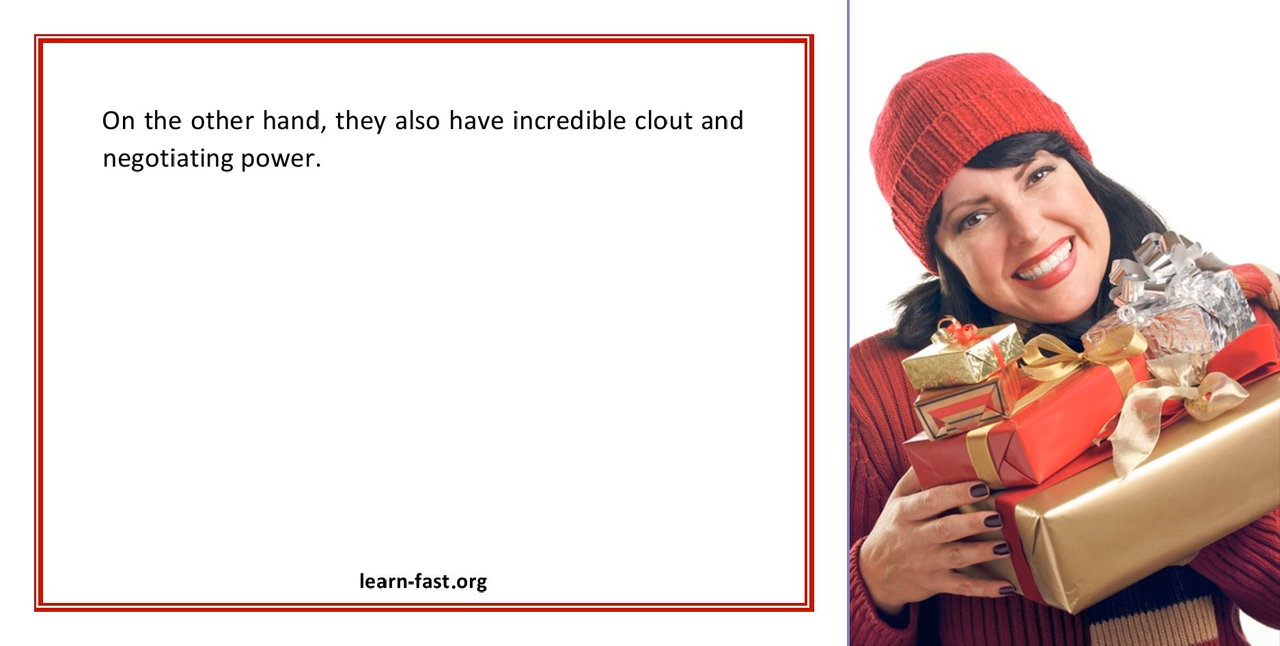 On the other hand, they also have incredible clout and
negotiating power.
learn-fast.org